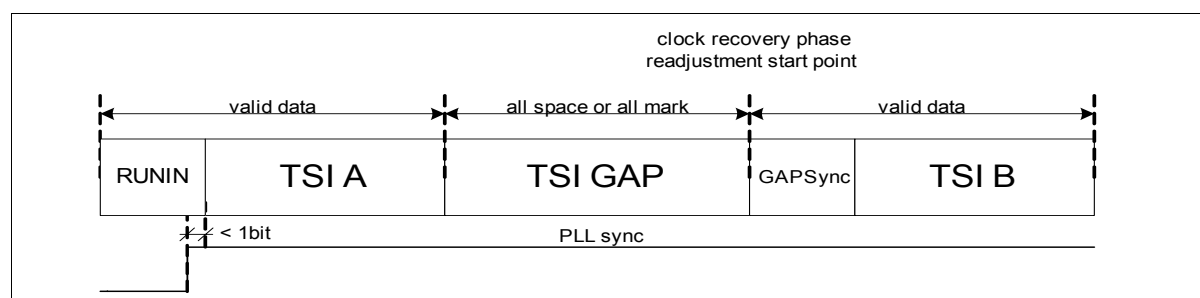 clock recovery phase
readjustment start point
valid data
all space or all mark
valid data
RUNIN
TSI A
TSI GAP
GAPSync
TSI B
< 1bit
PLL sync